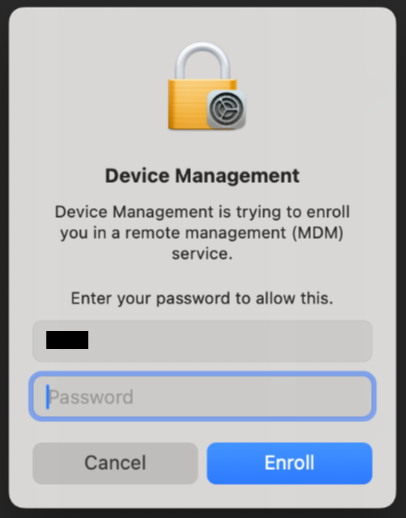 Device Management
Device Management is trying to enroll
you in a remote management (MDM)
service.
Enter your password to allow this.
Password
Cancel
Enroll